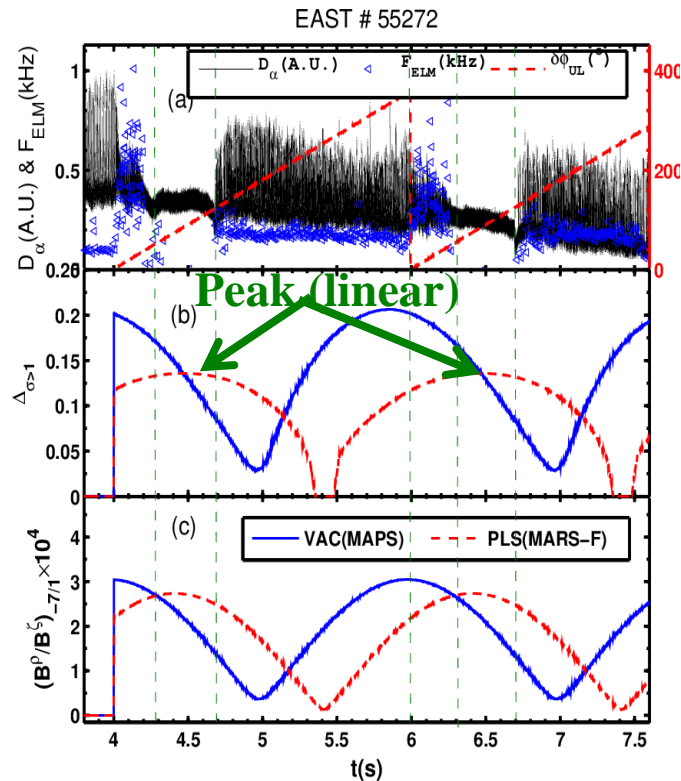 EAST # 55272
D_α(A.U.) F_ELM(kHz) δϕ_UL(°)
(a)
D_α(A.U.) & F_ELM(kHz)
1
0.5
0
400
200
0
Peak (linear)
(b)
Δ_σ>1
0.25
0.2
0.15
0.1
0.05
0
(c)
VAC(MAPS) PLS(MARS-F)
(B^ρ/B^ζ)_-7/1×10^4
4
3
2
1
0
4 4.5 5 5.5 6 6.5 7 7.5
t(s)